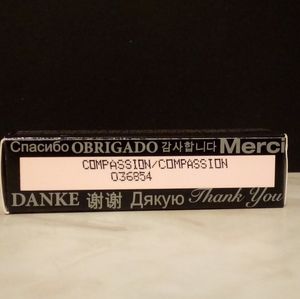 Спасибо OBRIGADO 감사합니다 Merci
COMPASSION/COMPASSION
036854
DANKE 谢谢 Дякую Thank You